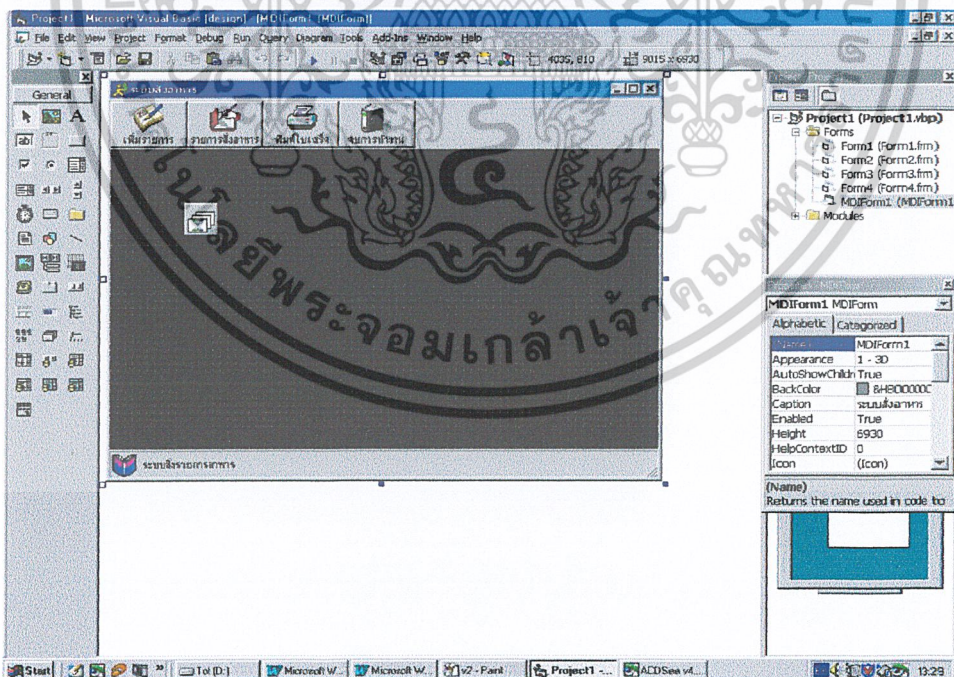 Project1 - Microsoft Visual Basic [design] - [MDIForm1 (MDIForm)]
File Edit View Project Format Debug Run Query Diagram Tools Add-Ins Window Help
4035, 810
9015 x 6930
General
ระบบสั่งอาหาร
เพิ่มรายการ
รายการสั่งอาหาร
พิมพ์ใบเสร็จ
จบการทำงาน
ระบบสั่งรายการอาหาร
Project1 (Project1.vbp)
Forms
Form1 (Form1.frm)
Form2 (Form2.frm)
Form3 (Form3.frm)
Form4 (Form4.frm)
MDIForm1 (MDIForm1
Modules
MDIForm1 MDIForm
Alphabetic Categorized
(Name) MDIForm1
Appearance 1 - 3D
AutoShowChildr True
BackColor &H8000000C
Caption ระบบสั่งอาหาร
Enabled True
Height 6930
HelpContextID 0
Icon (Icon)
(Name)
Returns the name used in code to
นโลยีพระจอมเกล้าเจ้าคุณทหาร
Start
Tol (D:)
Microsoft W...
Microsoft W...
v2 - Paint
Project1 -...
ACDSee v4....
13:29